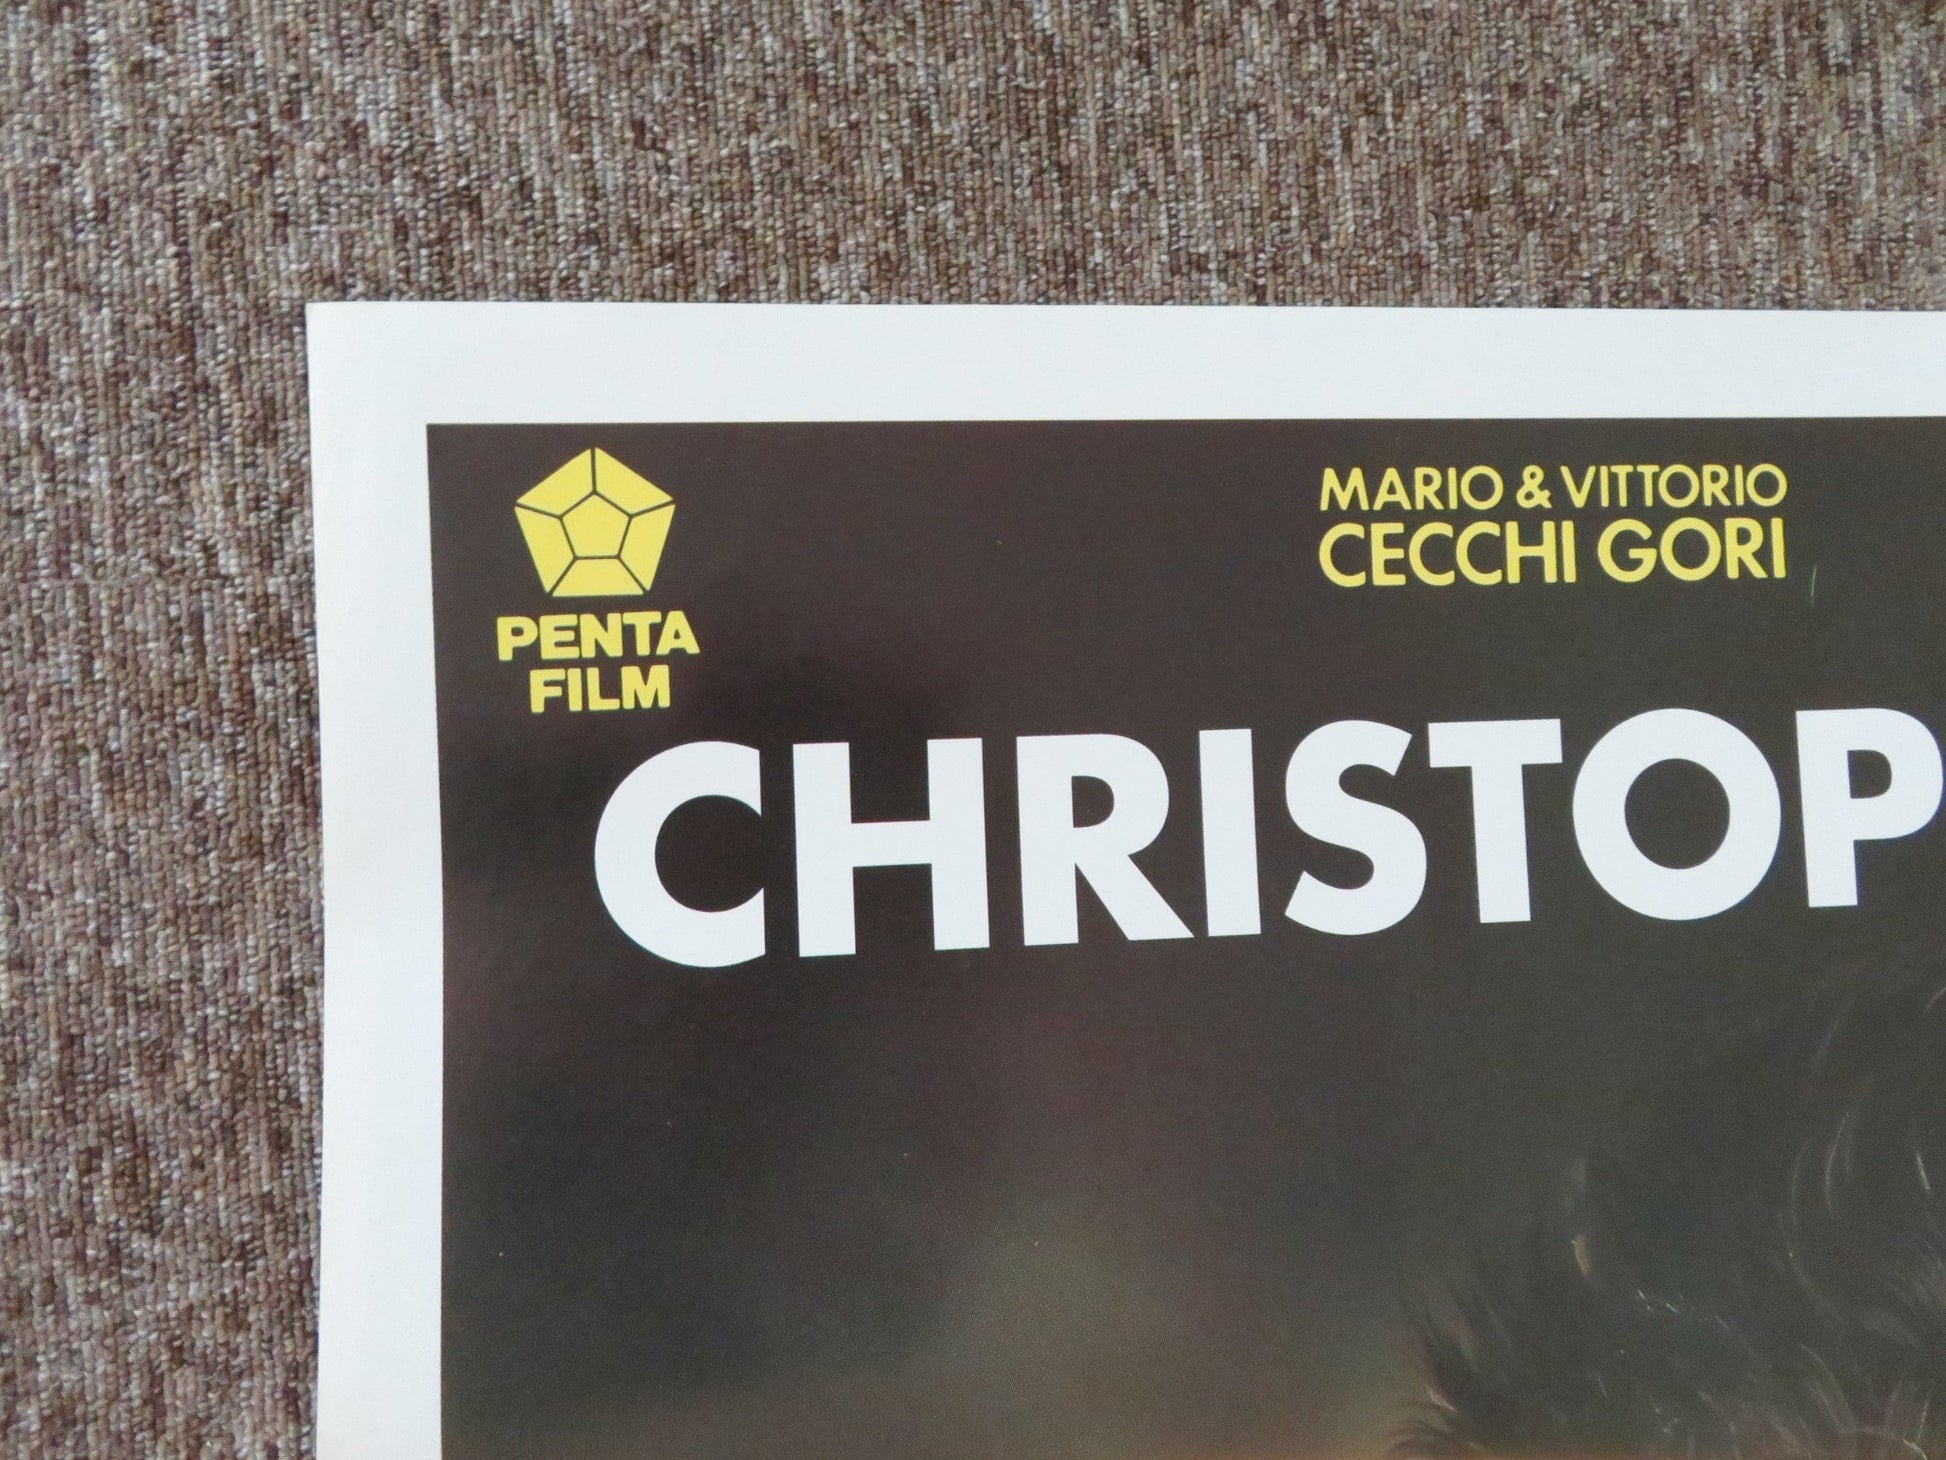 PENTA
FILM
MARIO & VITTORIO
CECCHI GORI
CHRISTOP